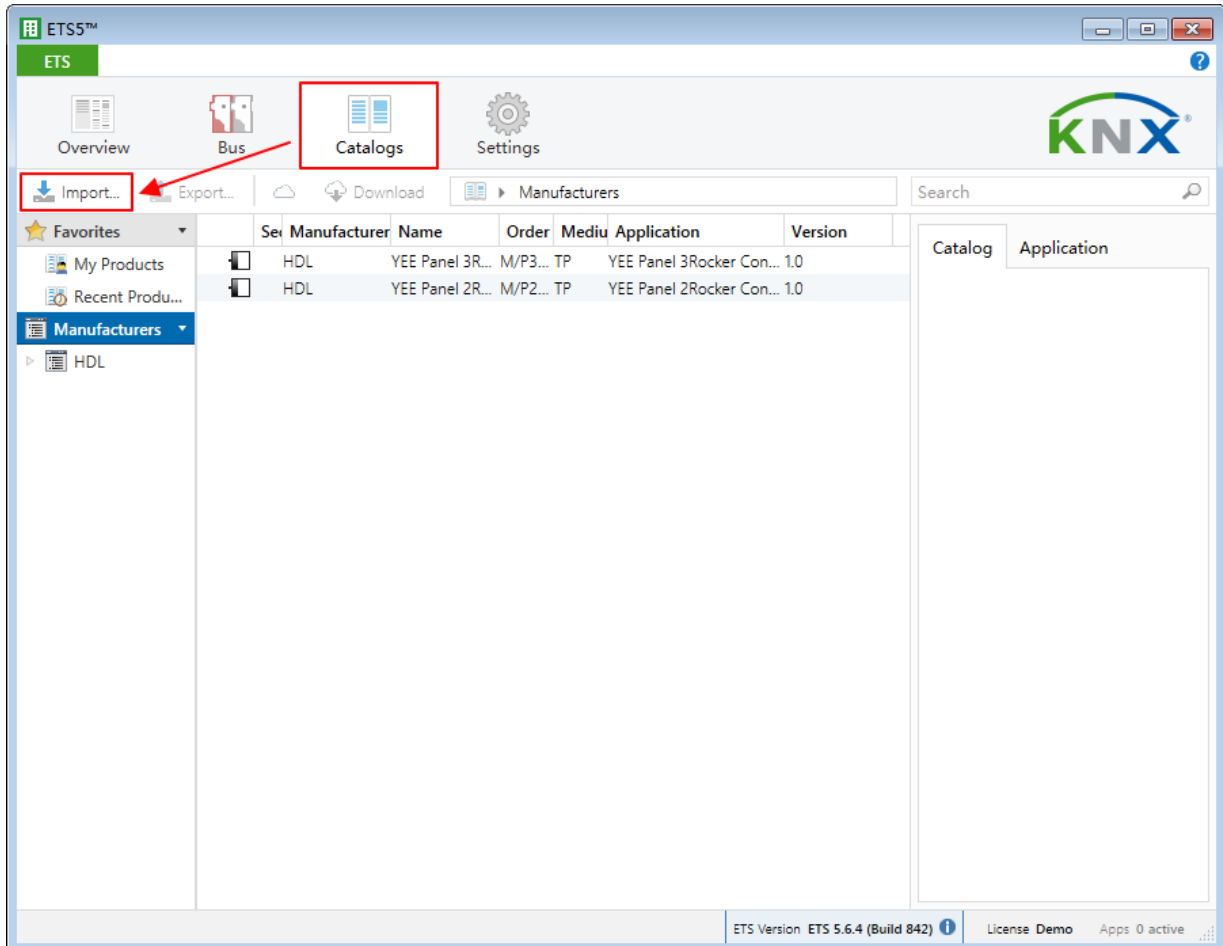 ETS5™
ETS
Overview Bus Catalogs Settings
KNX®
Import... Export... Download Manufacturers Search
Favorites
My Products
Recent Produ...
Manufacturers
HDL
Sec Manufacturer Name Order Mediu Application Version
HDL YEE Panel 3R... M/P3... TP YEE Panel 3Rocker Con... 1.0
HDL YEE Panel 2R... M/P2... TP YEE Panel 2Rocker Con... 1.0
Catalog Application
ETS Version ETS 5.6.4 (Build 842) License Demo Apps 0 active